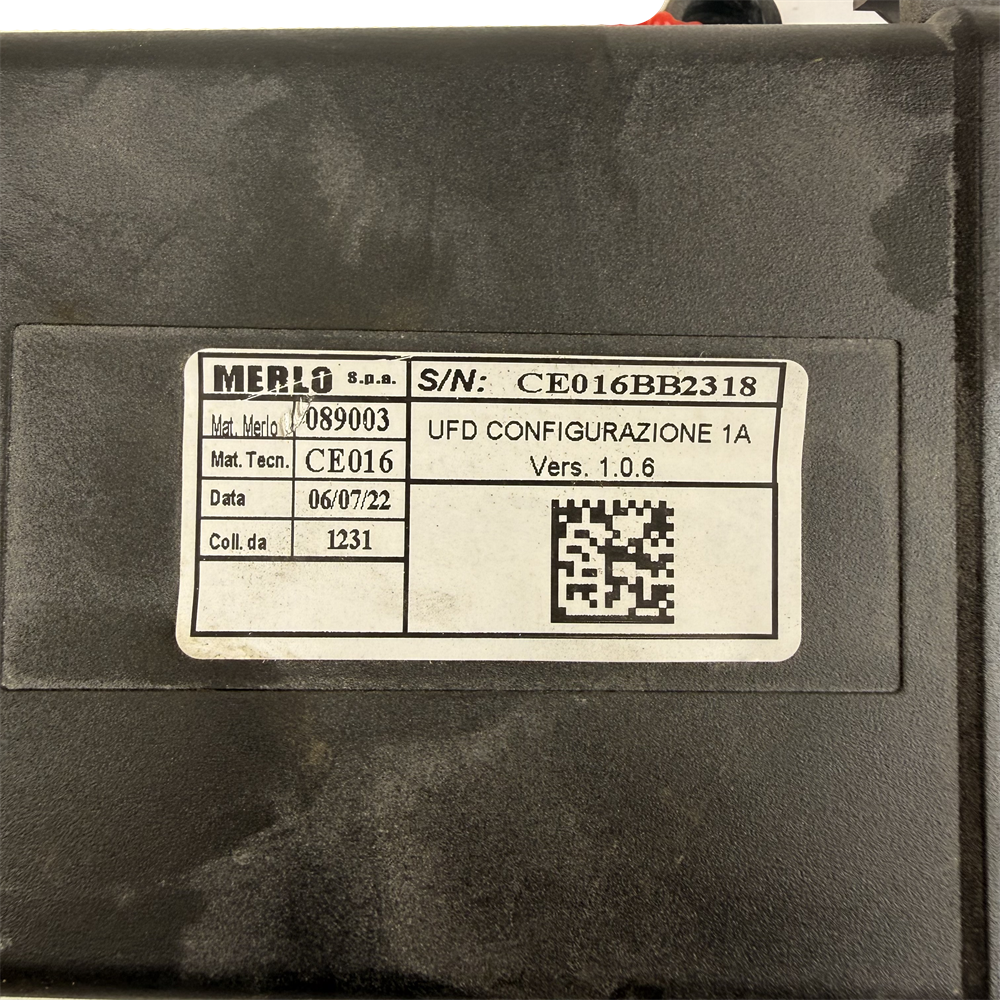 MERLO s.p.a.
S/N: CE016BB2318
Mat. Merlo 089003
UFD CONFIGURAZIONE 1A
Vers. 1.0.6
Mat. Tecn. CE016
Data 06/07/22
Coll. da 1231